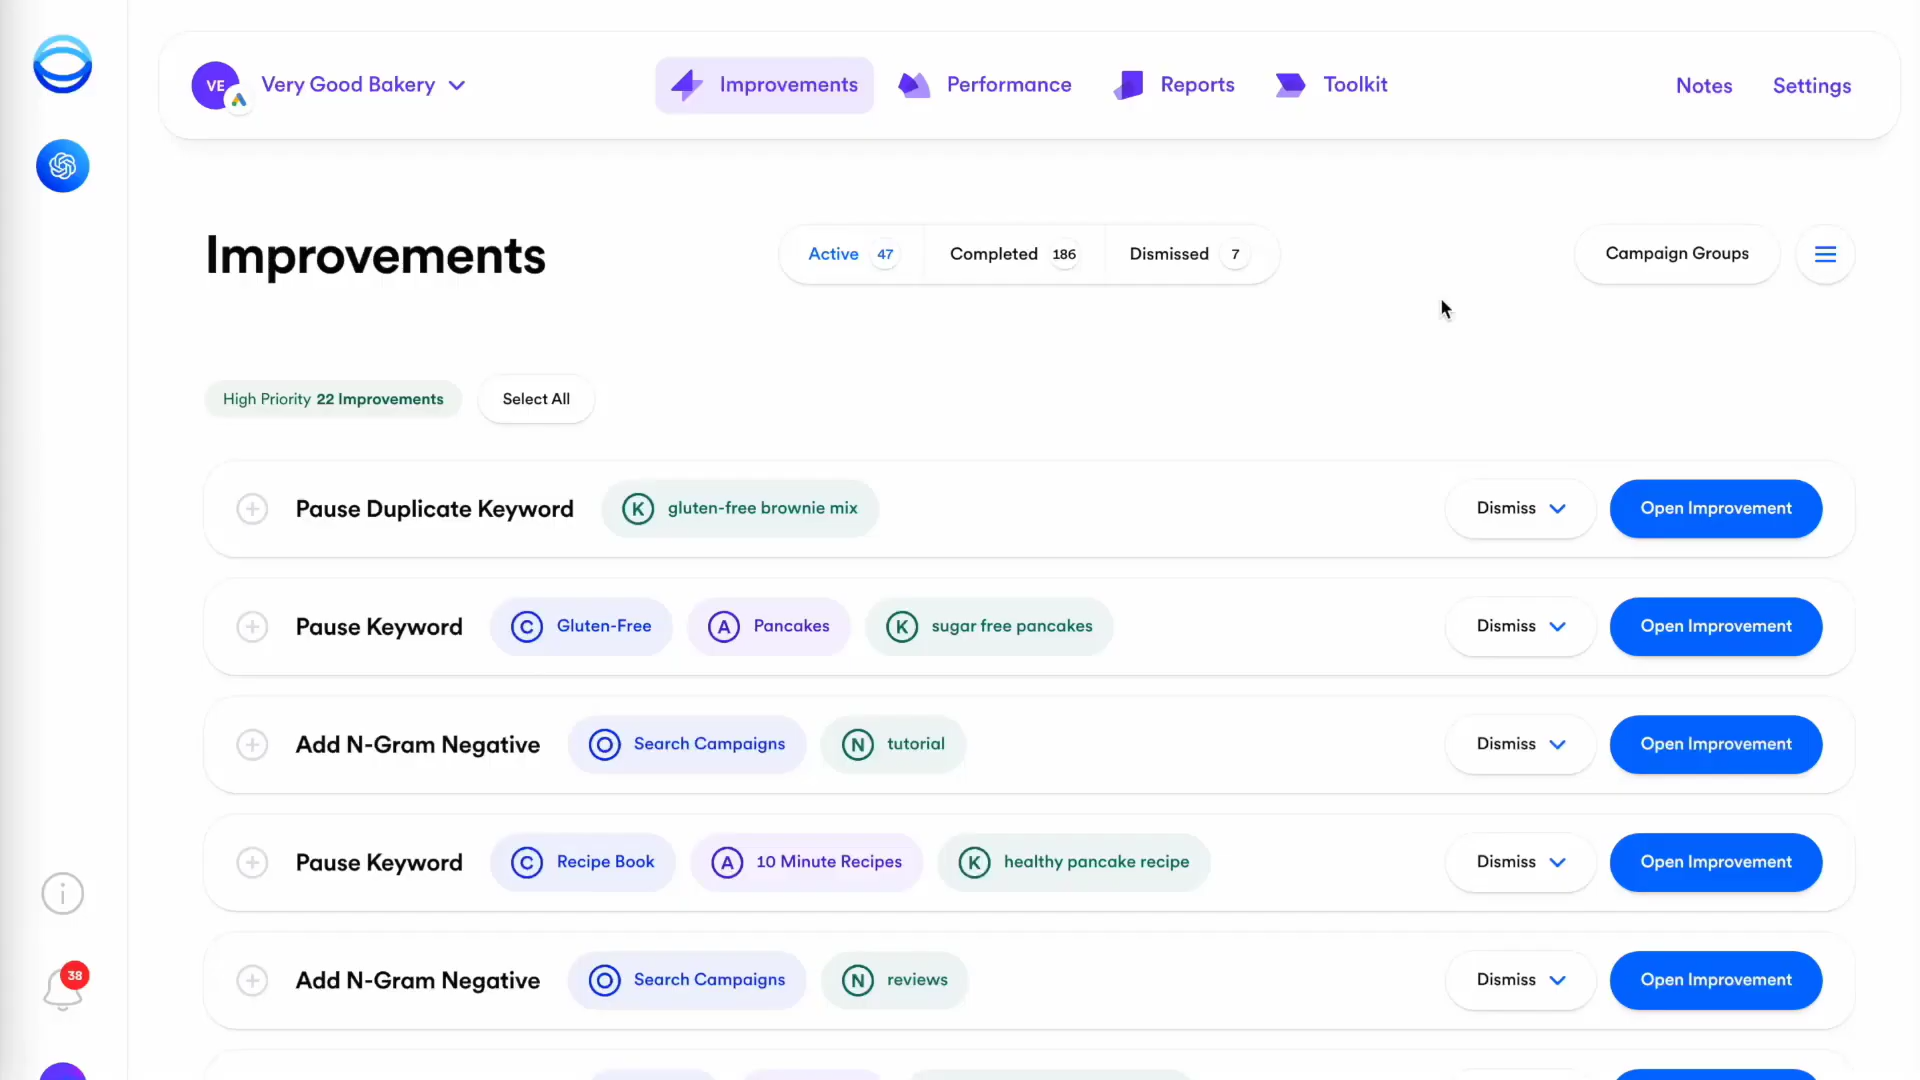 VE Very Good Bakery Improvements Performance Reports Toolkit Notes Settings
Improvements Active 47 Completed 186 Dismissed 7 Campaign Groups
High Priority 22 Improvements Select All
Pause Duplicate Keyword K gluten-free brownie mix Dismiss Open Improvement
Pause Keyword C Gluten-Free A Pancakes K sugar free pancakes Dismiss Open Improvement
Add N-Gram Negative O Search Campaigns N tutorial Dismiss Open Improvement
Pause Keyword C Recipe Book A 10 Minute Recipes K healthy pancake recipe Dismiss Open Improvement
38
Add N-Gram Negative O Search Campaigns N reviews Dismiss Open Improvement